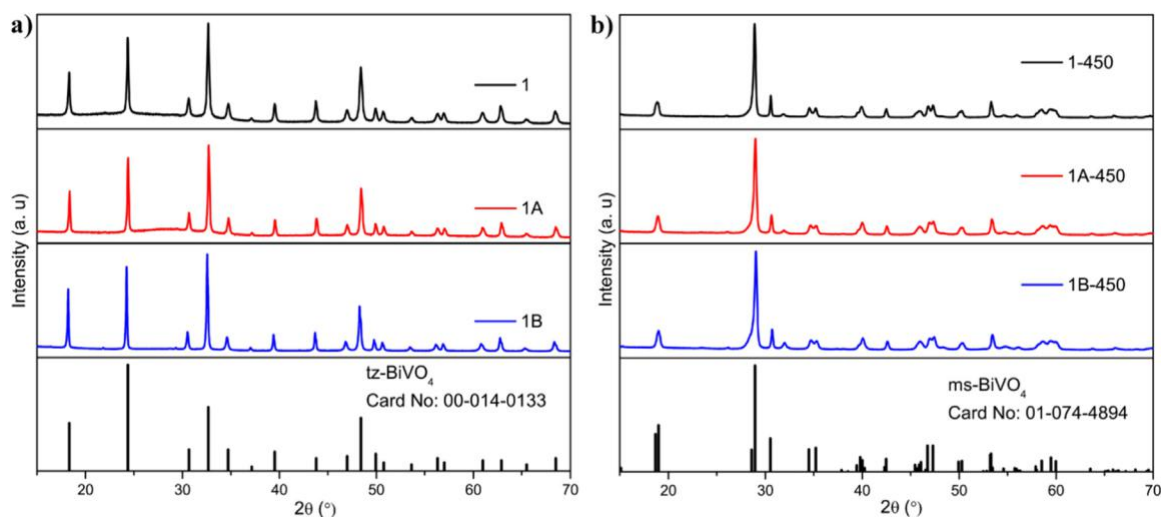 a)
1
1A
1B
tz-BiVO₄
Card No: 00-014-0133
Intensity (a. u)
20 30 40 50 60 70
2θ (°)
b)
1-450
1A-450
1B-450
ms-BiVO₄
Card No: 01-074-4894
Intensity (a.u)
20 30 40 50 60 70
2θ (°)